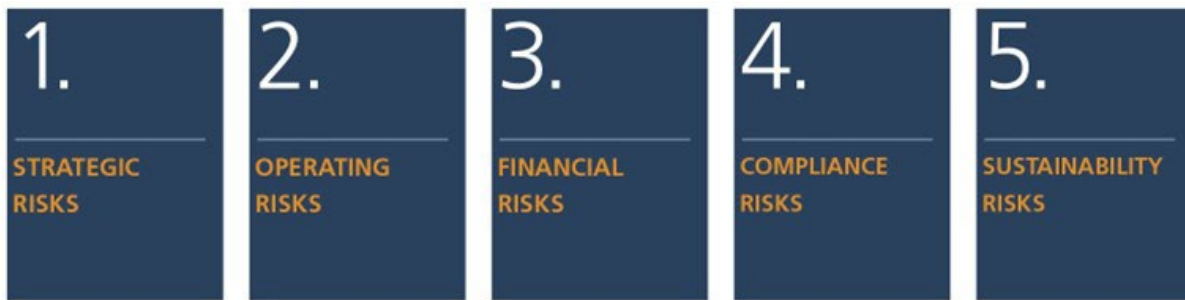 1.
STRATEGIC
RISKS
2.
OPERATING
RISKS
3.
FINANCIAL
RISKS
4.
COMPLIANCE
RISKS
5.
SUSTAINABILITY
RISKS